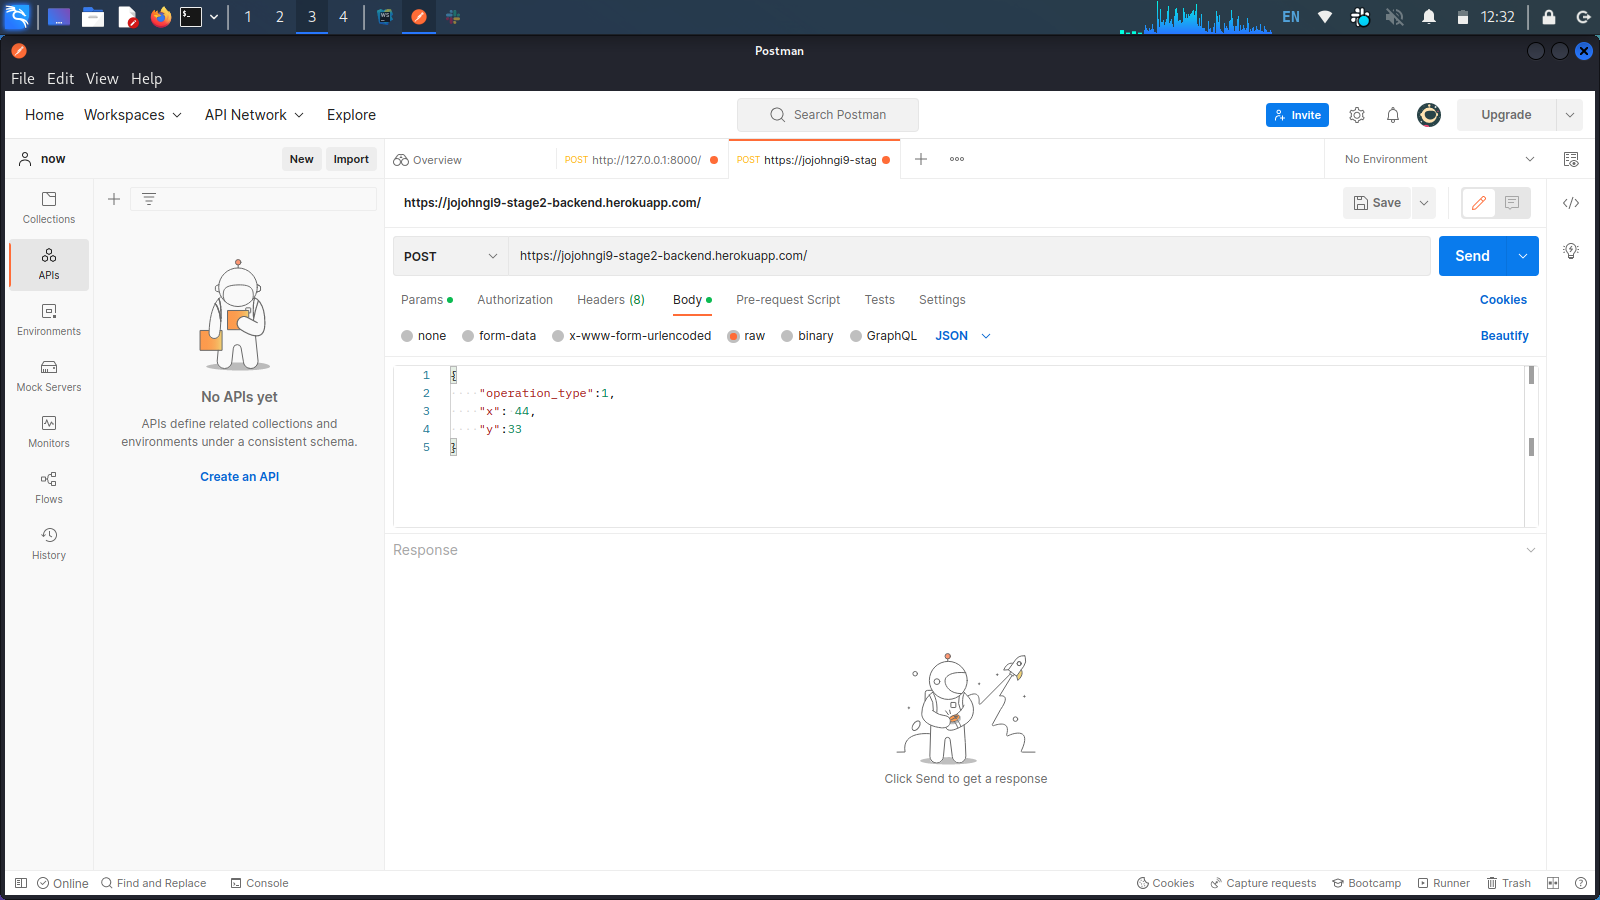 1 2 3 4 EN 12:32
Postman
File Edit View Help
Home Workspaces API Network Explore Search Postman Invite Upgrade
now New Import Overview POST http://127.0.0.1:8000/ POST https://jojohngi9-stag No Environment
https://jojohngi9-stage2-backend.herokuapp.com/ Save
POST https://jojohngi9-stage2-backend.herokuapp.com/ Send
Params Authorization Headers (8) Body Pre-request Script Tests Settings Cookies
none form-data x-www-form-urlencoded raw binary GraphQL JSON Beautify
1 {
2 "operation_type":1,
3 "x": 44,
4 "y":33
5 }
Collections
APIs
Environments
Mock Servers
Monitors
Flows
History
No APIs yet
APIs define related collections and
environments under a consistent schema.
Create an API
Response
Click Send to get a response
Online Find and Replace Console Cookies Capture requests Bootcamp Runner Trash